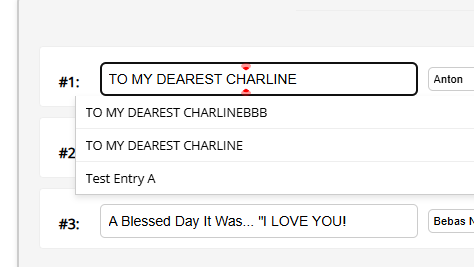 #1:
TO MY DEAREST CHARLINE
Anton
TO MY DEAREST CHARLINEBBB
#2
TO MY DEAREST CHARLINE
Test Entry A
#3:
A Blessed Day It Was... "I LOVE YOU!
Bebas N